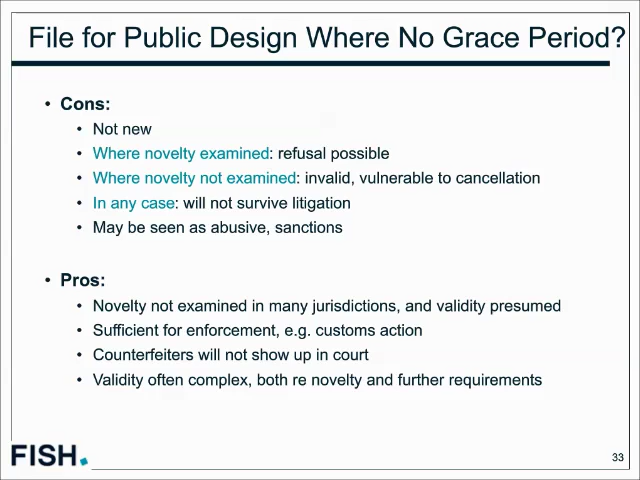 File for Public Design Where No Grace Period?
• Cons:
• Not new
• Where novelty examined: refusal possible
• Where novelty not examined: invalid, vulnerable to cancellation
• In any case: will not survive litigation
• May be seen as abusive, sanctions
• Pros:
• Novelty not examined in many jurisdictions, and validity presumed
• Sufficient for enforcement, e.g. customs action
• Counterfeiters will not show up in court
• Validity often complex, both re novelty and further requirements
FISH.
33